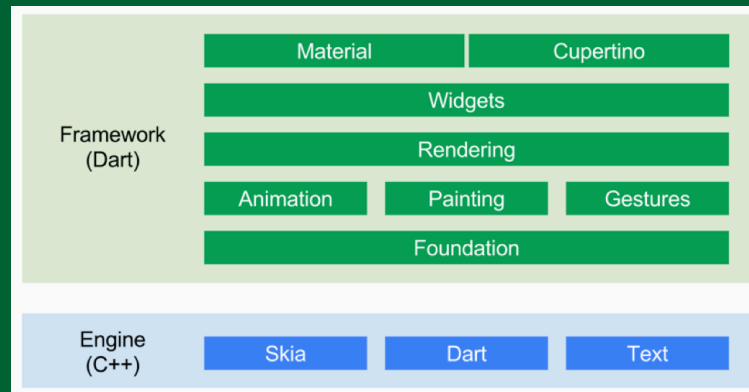 Material
Cupertino
Widgets
Framework
(Dart)
Rendering
Animation
Painting
Gestures
Foundation
Engine
(C++)
Skia
Dart
Text